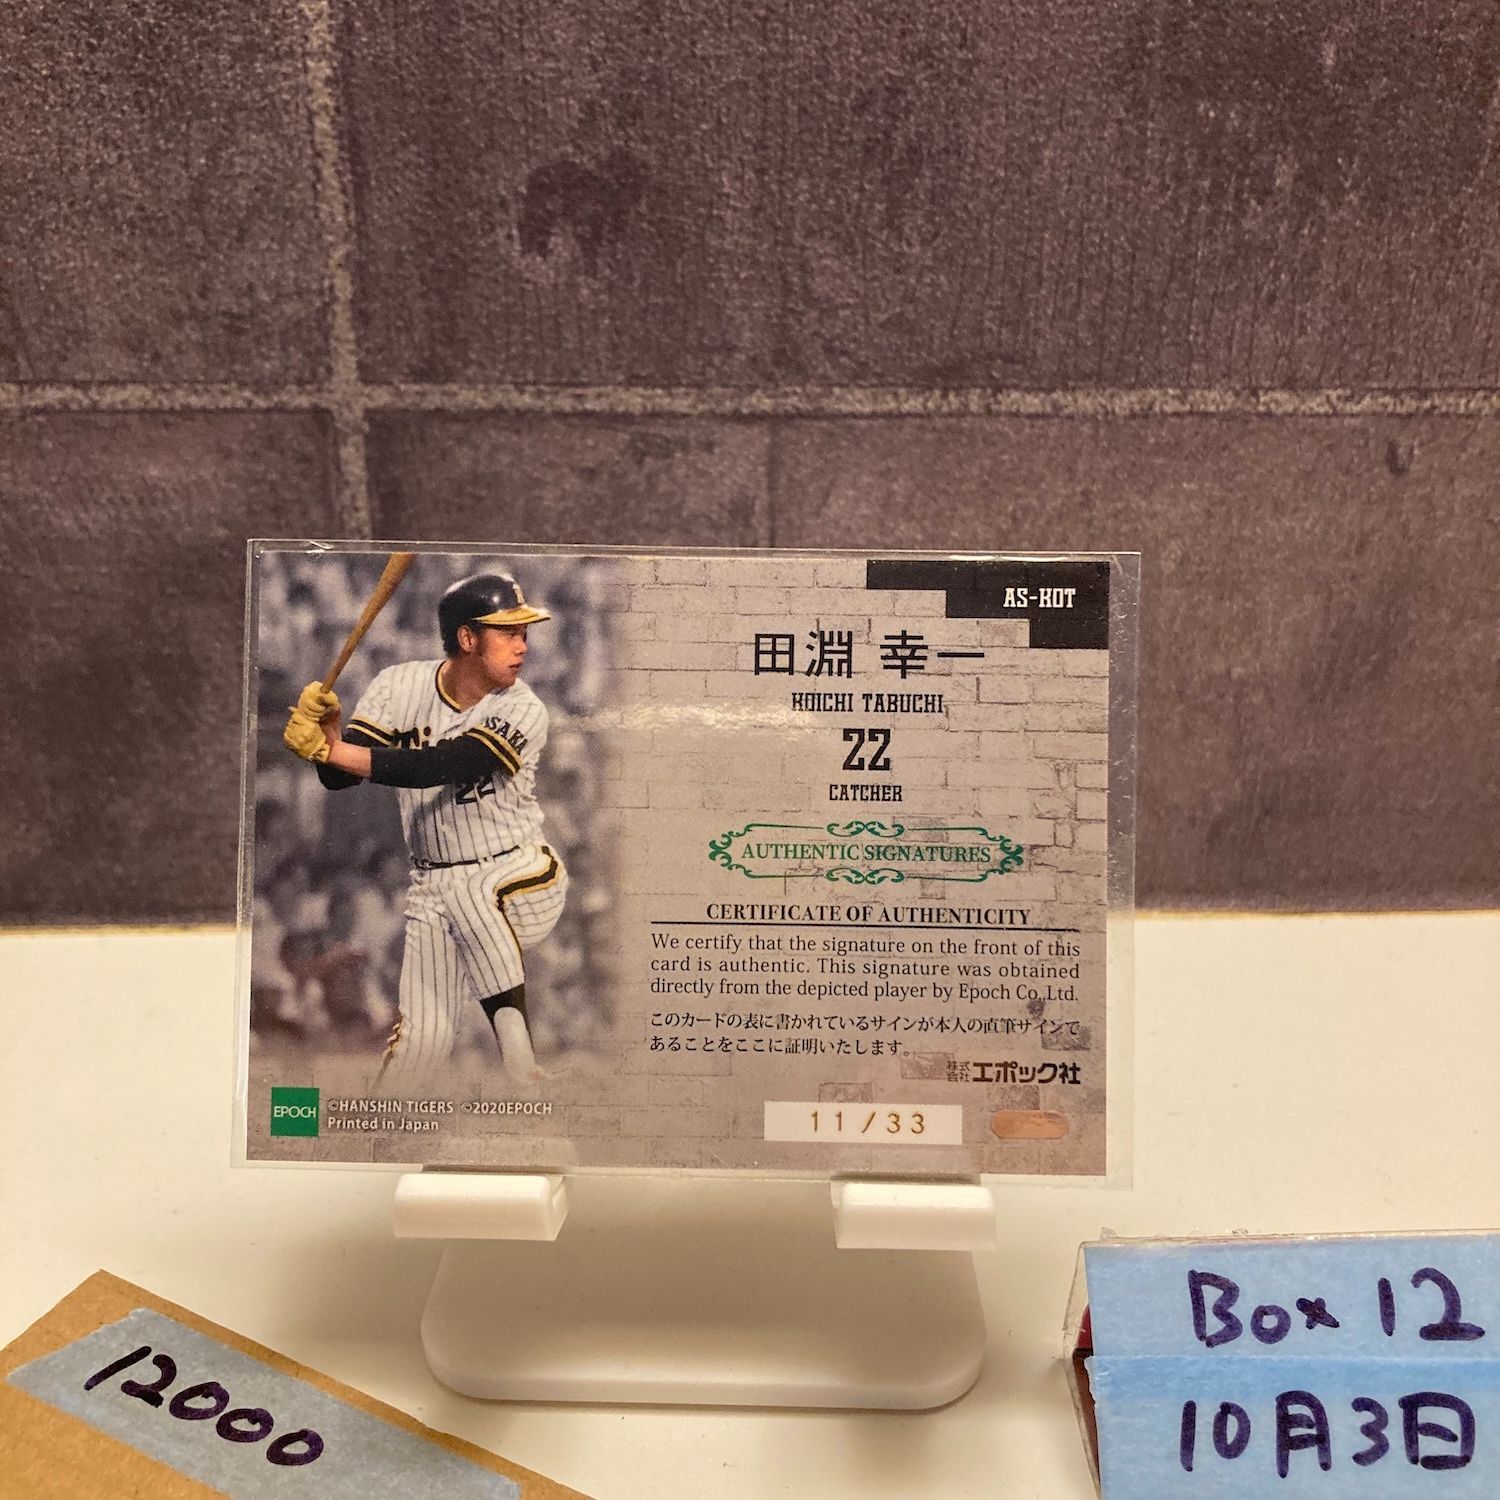 AS-KOT
田淵 幸一
KOICHI TABUCHI
22
CATCHER
AUTHENTIC SIGNATURES
CERTIFICATE OF AUTHENTICITY
We certify that the signature on the front of this
card is authentic. This signature was obtained
directly from the depicted player by Epoch Co.,Ltd.
このカードの表に書かれているサインが本人の直筆サインで
あることをここに証明いたします。
株式会社エポック社
EPOCH
©HANSHIN TIGERS ©2020EPOCH
Printed in Japan
11/33
OSAKA
22
12000
Box 12
10月3日